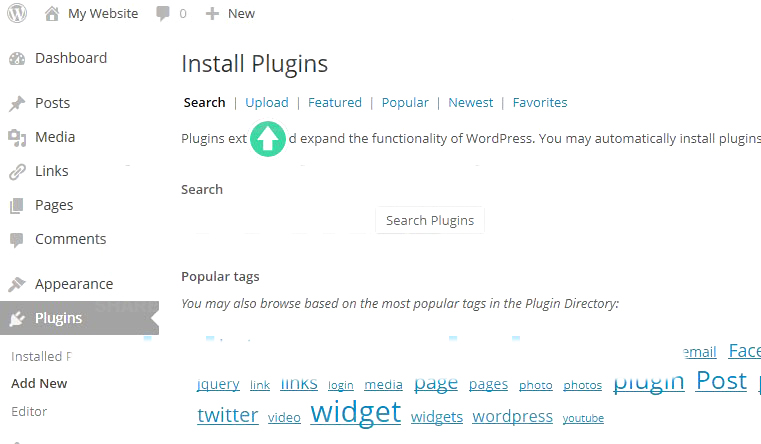 My Website 0 New
Dashboard
Posts
Media
Links
Pages
Comments
Appearance
Plugins
Installed
Add New
Editor
Install Plugins
Search | Upload | Featured | Popular | Newest | Favorites
Plugins ext d expand the functionality of WordPress. You may automatically install plugins
Search
Search Plugins
Popular tags
You may also browse based on the most popular tags in the Plugin Directory:
email Face
jquery link links login media page pages photo photos plugin Post
twitter video widget widgets wordpress youtube